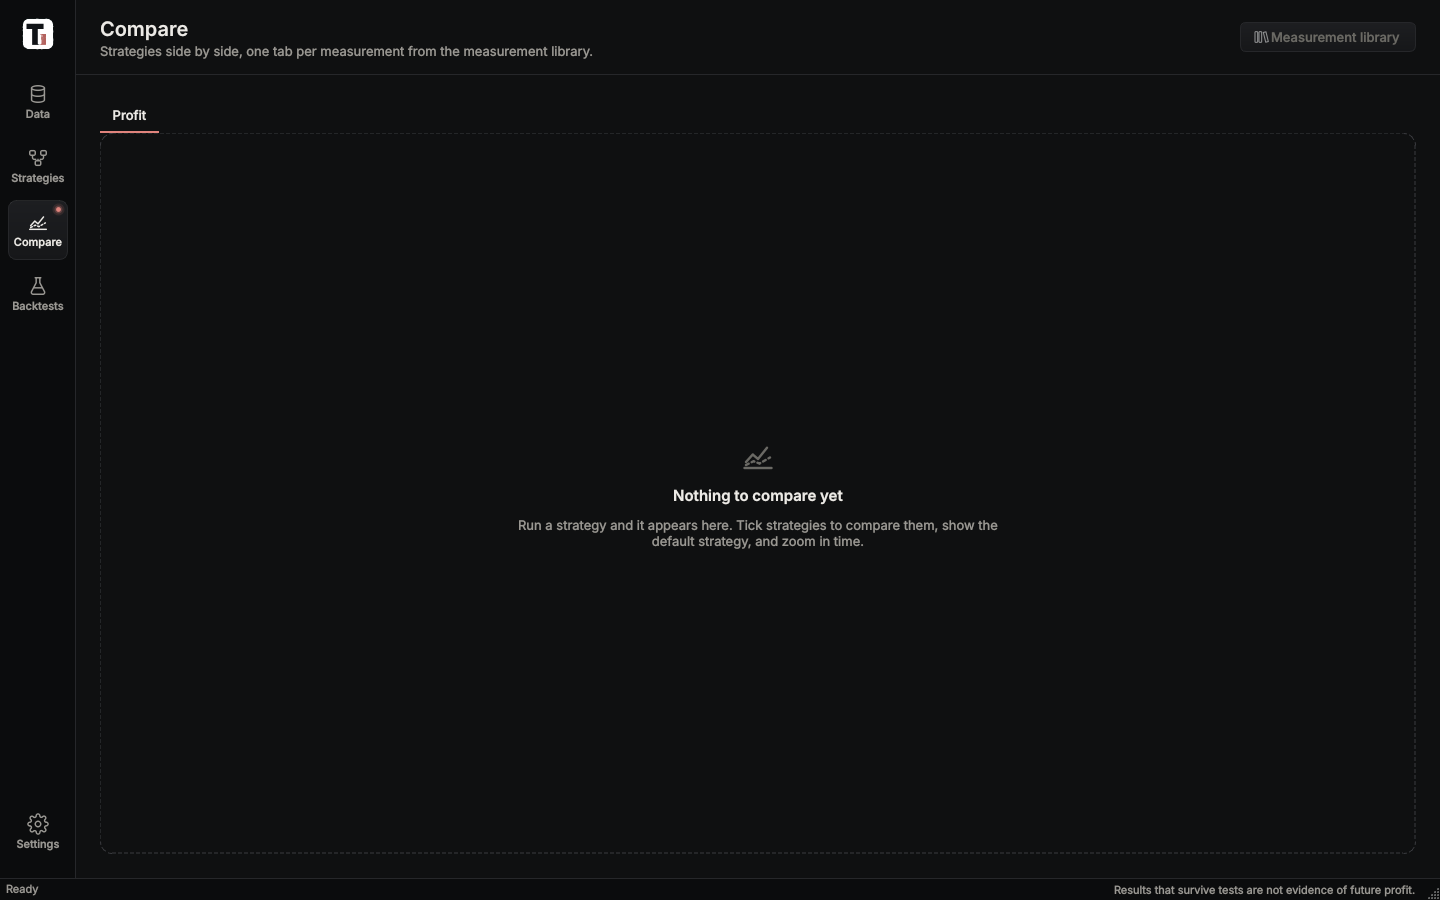 Compare
Strategies side by side, one tab per measurement from the measurement library.
Measurement library
Data
Strategies
Compare
Backtests
Settings
Profit
Nothing to compare yet
Run a strategy and it appears here. Tick strategies to compare them, show the
default strategy, and zoom in time.
Ready
Results that survive tests are not evidence of future profit.